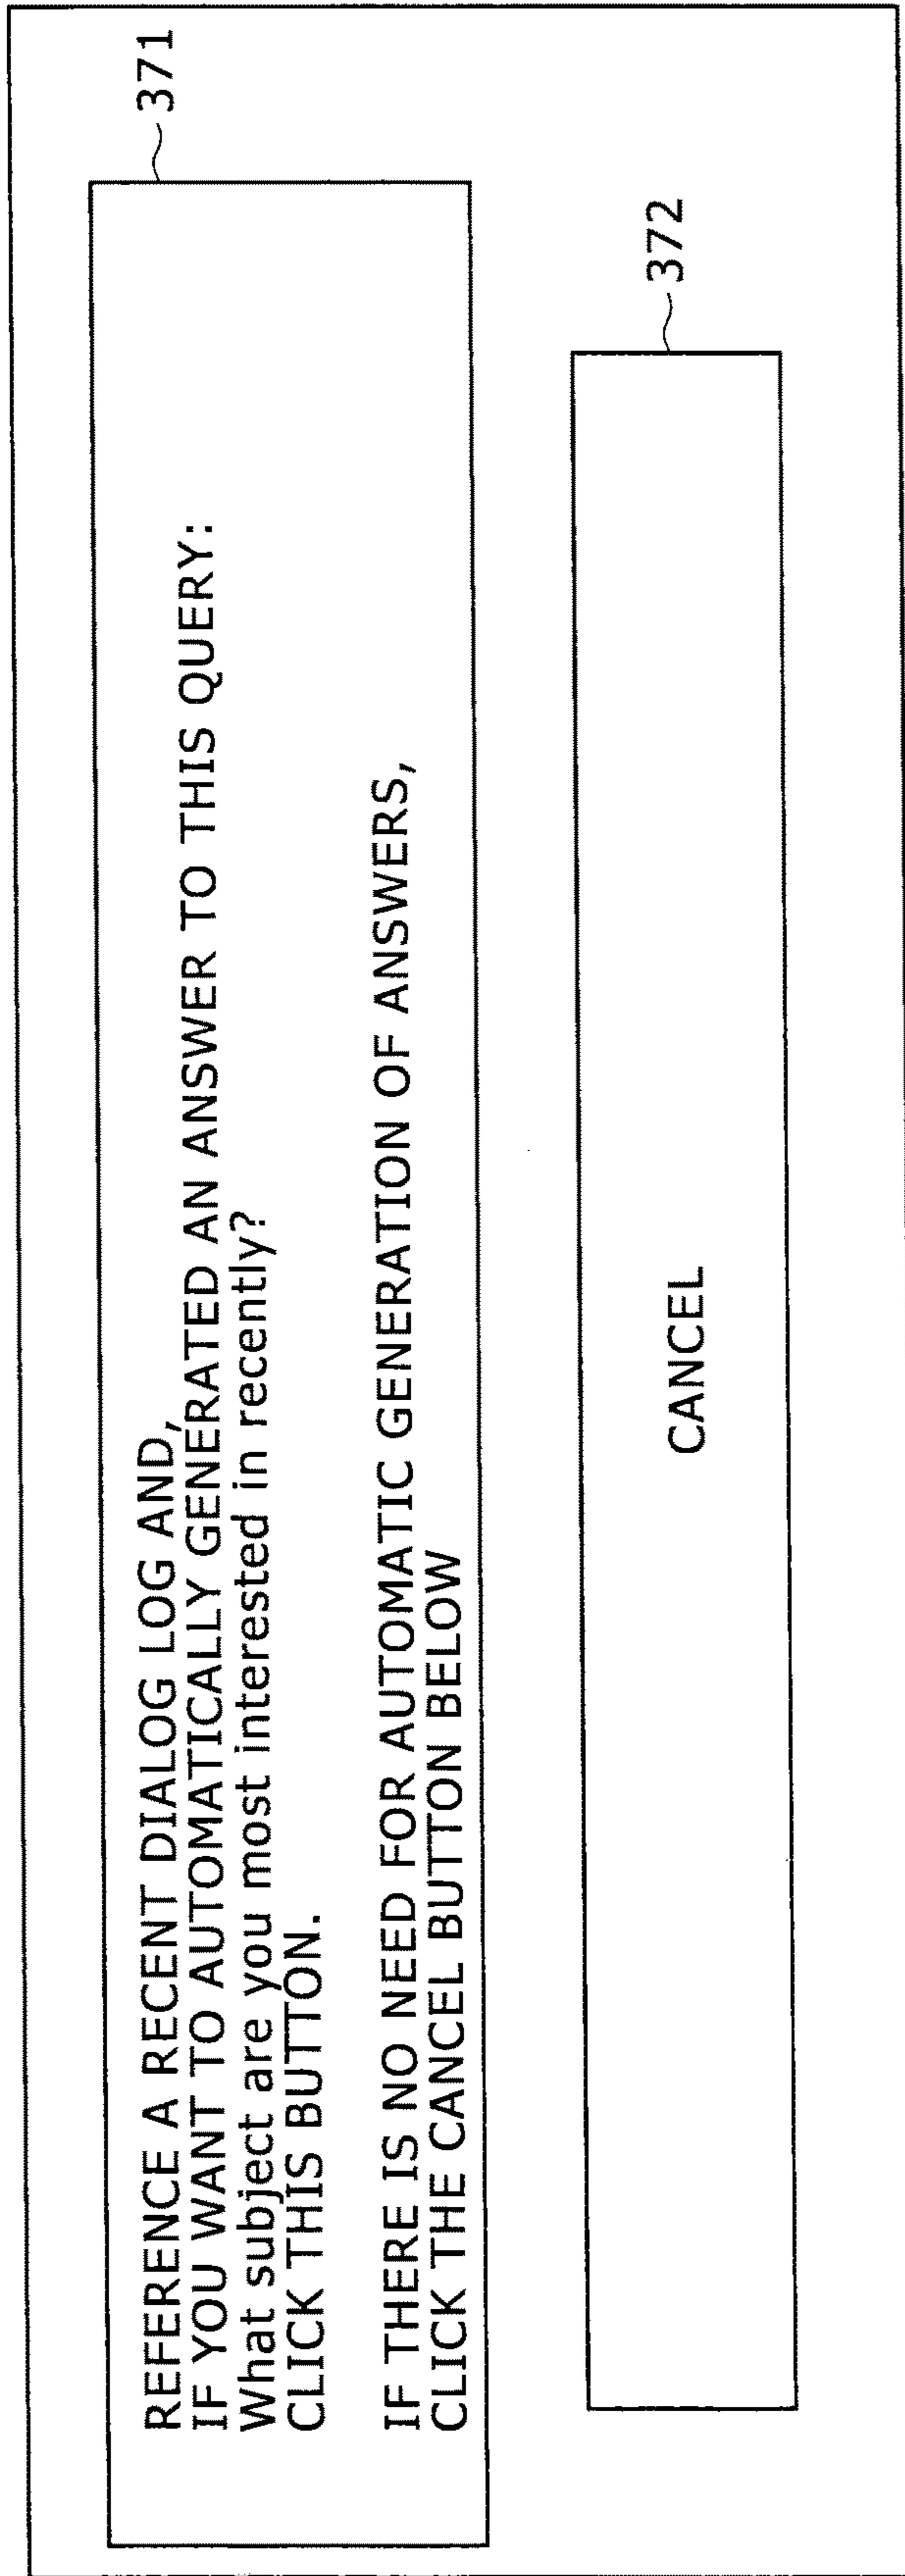 REFERENCE A RECENT DIALOG LOG AND,
IF YOU WANT TO AUTOMATICALLY GENERATED AN ANSWER TO THIS QUERY:
What subject are you most interested in recently?
CLICK THIS BUTTON.
IF THERE IS NO NEED FOR AUTOMATIC GENERATION OF ANSWERS,
CLICK THE CANCEL BUTTON BELOW
371
CANCEL
372